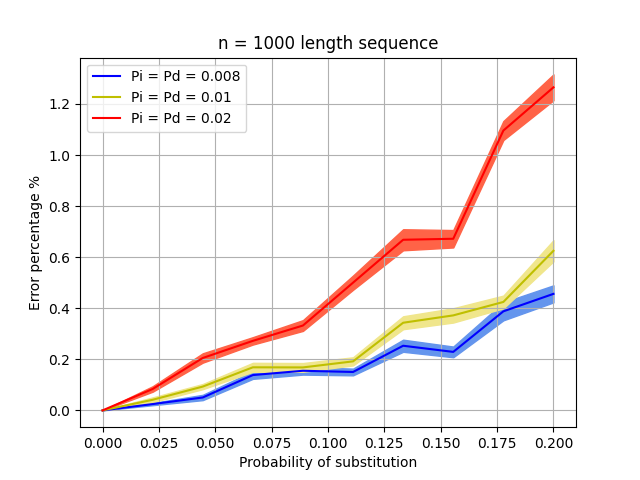 n = 1000 length sequence
Pi = Pd = 0.008
Pi = Pd = 0.01
Pi = Pd = 0.02
Error percentage %
1.2
1.0
0.8
0.6
0.4
0.2
0.0
0.000 0.025 0.050 0.075 0.100 0.125 0.150 0.175 0.200
Probability of substitution